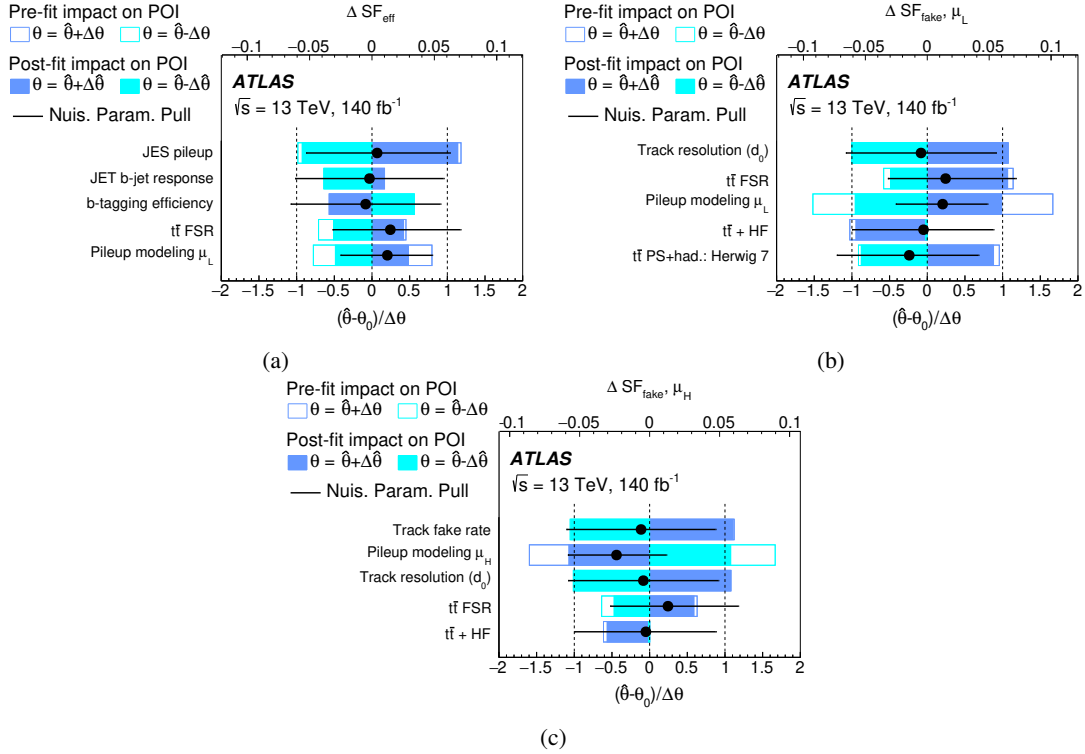 Pre-fit impact on POI
θ = θ̂+Δθ θ = θ̂-Δθ
Post-fit impact on POI
θ = θ̂+Δθ̂ θ = θ̂-Δθ̂
Nuis. Param. Pull
Δ SF_eff
−0.1 −0.05 0 0.05 0.1
ATLAS
√s = 13 TeV, 140 fb⁻¹
JES pileup
JET b-jet response
b-tagging efficiency
tt̄ FSR
Pileup modeling μ_L
−2 −1.5 −1 −0.5 0 0.5 1 1.5 2
(θ̂-θ₀)/Δθ
(a)
Pre-fit impact on POI
θ = θ̂+Δθ θ = θ̂-Δθ
Post-fit impact on POI
θ = θ̂+Δθ̂ θ = θ̂-Δθ̂
Nuis. Param. Pull
Δ SF_fake, μ_L
−0.1 −0.05 0 0.05 0.1
ATLAS
√s = 13 TeV, 140 fb⁻¹
Track resolution (d₀)
tt̄ FSR
Pileup modeling μ_L
tt̄ + HF
tt̄ PS+had.: Herwig 7
−2 −1.5 −1 −0.5 0 0.5 1 1.5 2
(θ̂-θ₀)/Δθ
(b)
Pre-fit impact on POI
θ = θ̂+Δθ θ = θ̂-Δθ
Post-fit impact on POI
θ = θ̂+Δθ̂ θ = θ̂-Δθ̂
Nuis. Param. Pull
Δ SF_fake, μ_H
−0.1 −0.05 0 0.05 0.1
ATLAS
√s = 13 TeV, 140 fb⁻¹
Track fake rate
Pileup modeling μ_H
Track resolution (d₀)
tt̄ FSR
tt̄ + HF
−2 −1.5 −1 −0.5 0 0.5 1 1.5 2
(θ̂-θ₀)/Δθ
(c)